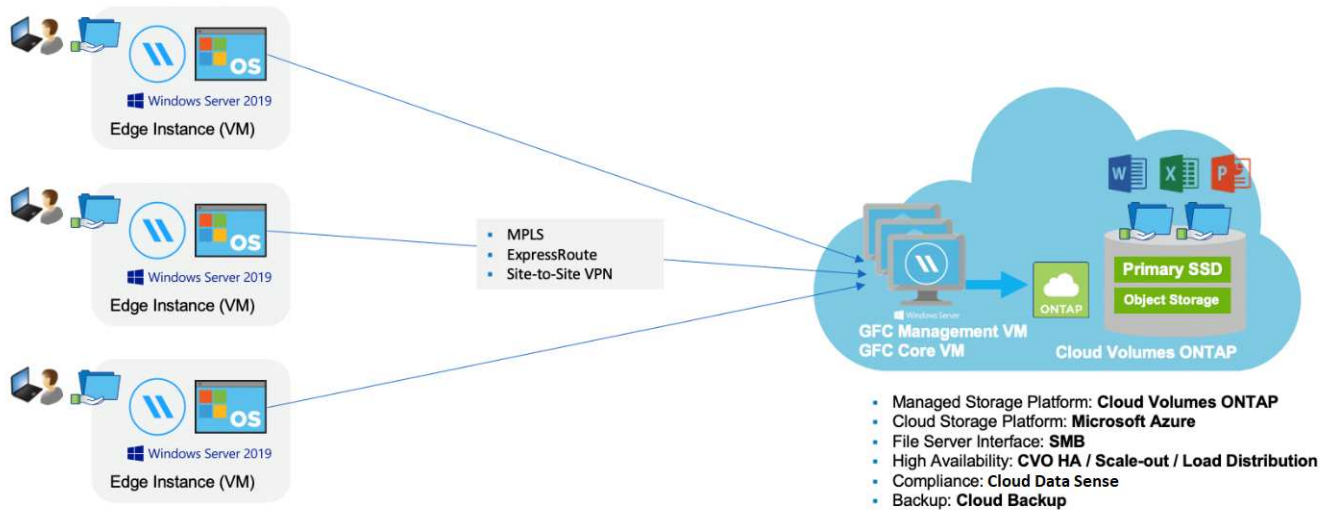 OS
Windows Server 2019
Edge Instance (VM)
OS
Windows Server 2019
Edge Instance (VM)
OS
Windows Server 2019
Edge Instance (VM)
▪ MPLS
▪ ExpressRoute
▪ Site-to-Site VPN
W
X
P
Primary SSD
Object Storage
ONTAP
Windows Server
GFC Management VM
GFC Core VM
Cloud Volumes ONTAP
▪ Managed Storage Platform: Cloud Volumes ONTAP
▪ Cloud Storage Platform: Microsoft Azure
▪ File Server Interface: SMB
▪ High Availability: CVO HA / Scale-out / Load Distribution
▪ Compliance: Cloud Data Sense
▪ Backup: Cloud Backup